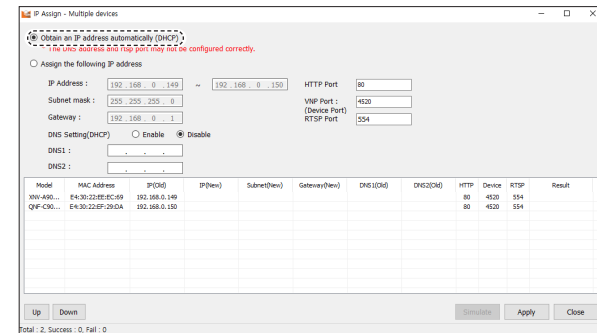 IP Assign - Multiple devices
Obtain an IP address automatically (DHCP)
* The DNS address and rtsp port may not be configured correctly.
Assign the following IP address
IP Address : 192 . 168 . 0 . 149 ~ 192 . 168 . 0 . 150 HTTP Port 80
Subnet mask : 255 . 255 . 255 . 0 VNP Port : 4520
(Device Port)
Gateway : 192 . 168 . 0 . 1 RTSP Port 554
DNS Setting(DHCP) Enable Disable
DNS1 : . . .
DNS2 : . . .
Model MAC Address IP(Old) IP(New) Subnet(New) Gateway(New) DNS1(Old) DNS2(Old) HTTP Device RTSP Result
XNV-A90... E4:30:22:EE:EC:69 192.168.0.149 80 4520 554
QNF-C90... E4:30:22:EF:29:DA 192.168.0.150 80 4520 554
Up Down Simulate Apply Close
Total : 2, Success : 0, Fail : 0